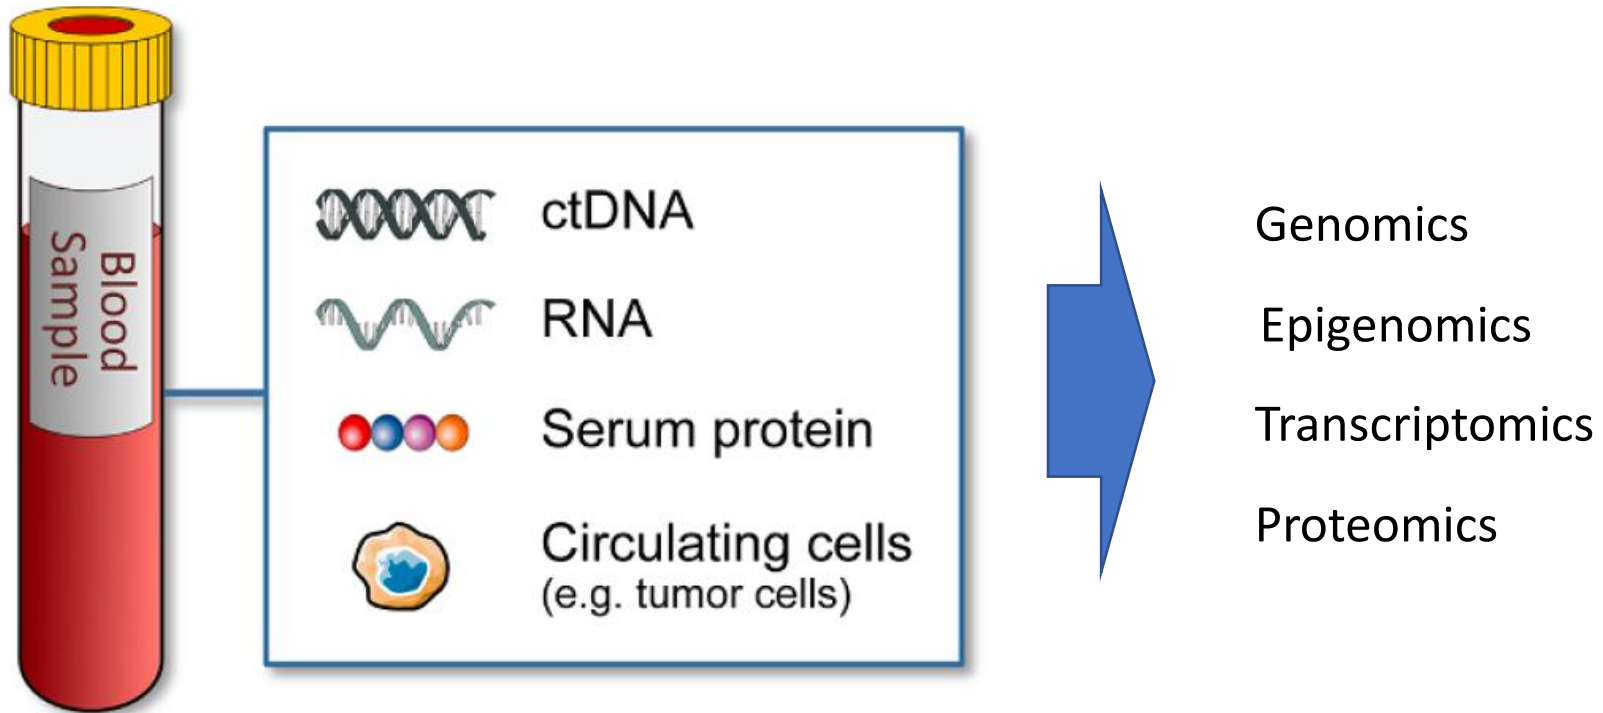 Blood
Sample
ctDNA
RNA
Serum protein
Circulating cells
(e.g. tumor cells)
Genomics
Epigenomics
Transcriptomics
Proteomics